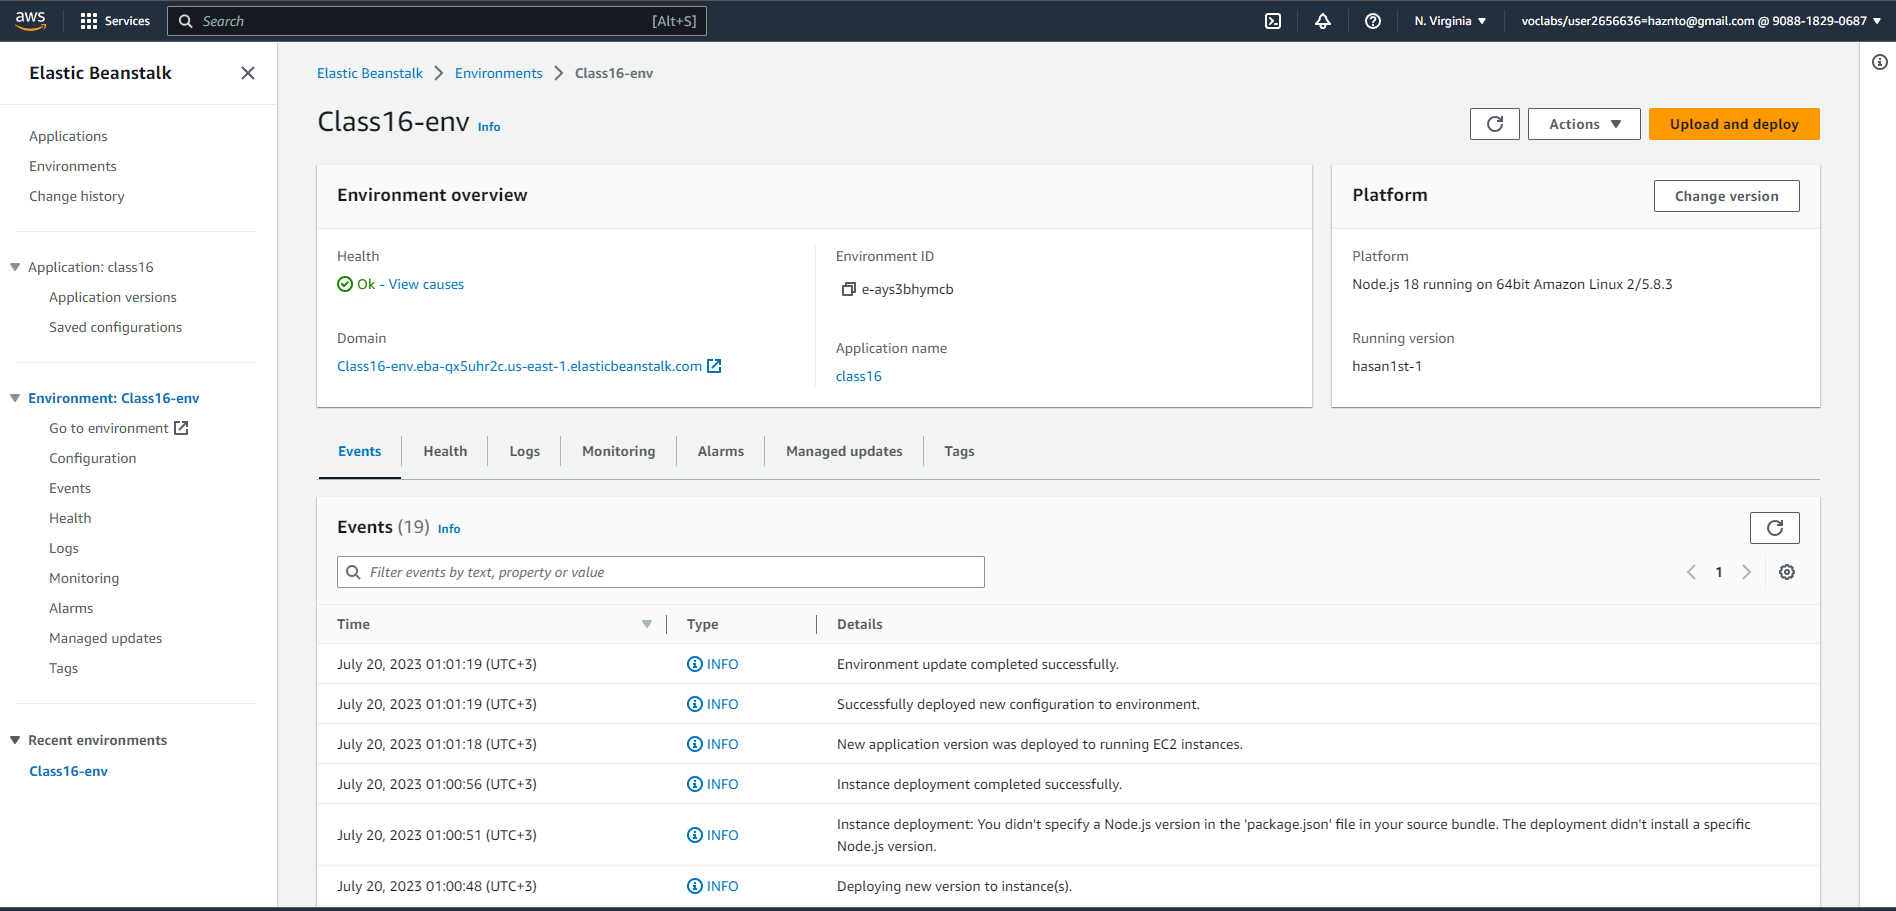 aws Services Search [Alt+S] N. Virginia voclabs/user2656636=haznto@gmail.com @ 9088-1829-0687
Elastic Beanstalk
Applications
Environments
Change history
Application: class16
Application versions
Saved configurations
Environment: Class16-env
Go to environment
Configuration
Events
Health
Logs
Monitoring
Alarms
Managed updates
Tags
Recent environments
Class16-env
Elastic Beanstalk > Environments > Class16-env
Class16-env Info
Actions
Upload and deploy
Environment overview
Health
Ok - View causes
Domain
Class16-env.eba-qx5uhr2c.us-east-1.elasticbeanstalk.com
Environment ID
e-ays3bhymcb
Application name
class16
Platform
Change version
Platform
Node.js 18 running on 64bit Amazon Linux 2/5.8.3
Running version
hasan1st-1
Events Health Logs Monitoring Alarms Managed updates Tags
Events (19) Info
Filter events by text, property or value
1
Time Type Details
July 20, 2023 01:01:19 (UTC+3) INFO Environment update completed successfully.
July 20, 2023 01:01:19 (UTC+3) INFO Successfully deployed new configuration to environment.
July 20, 2023 01:01:18 (UTC+3) INFO New application version was deployed to running EC2 instances.
July 20, 2023 01:00:56 (UTC+3) INFO Instance deployment completed successfully.
July 20, 2023 01:00:51 (UTC+3) INFO Instance deployment: You didn't specify a Node.js version in the 'package.json' file in your source bundle. The deployment didn't install a specific
Node.js version.
July 20, 2023 01:00:48 (UTC+3) INFO Deploying new version to instance(s).